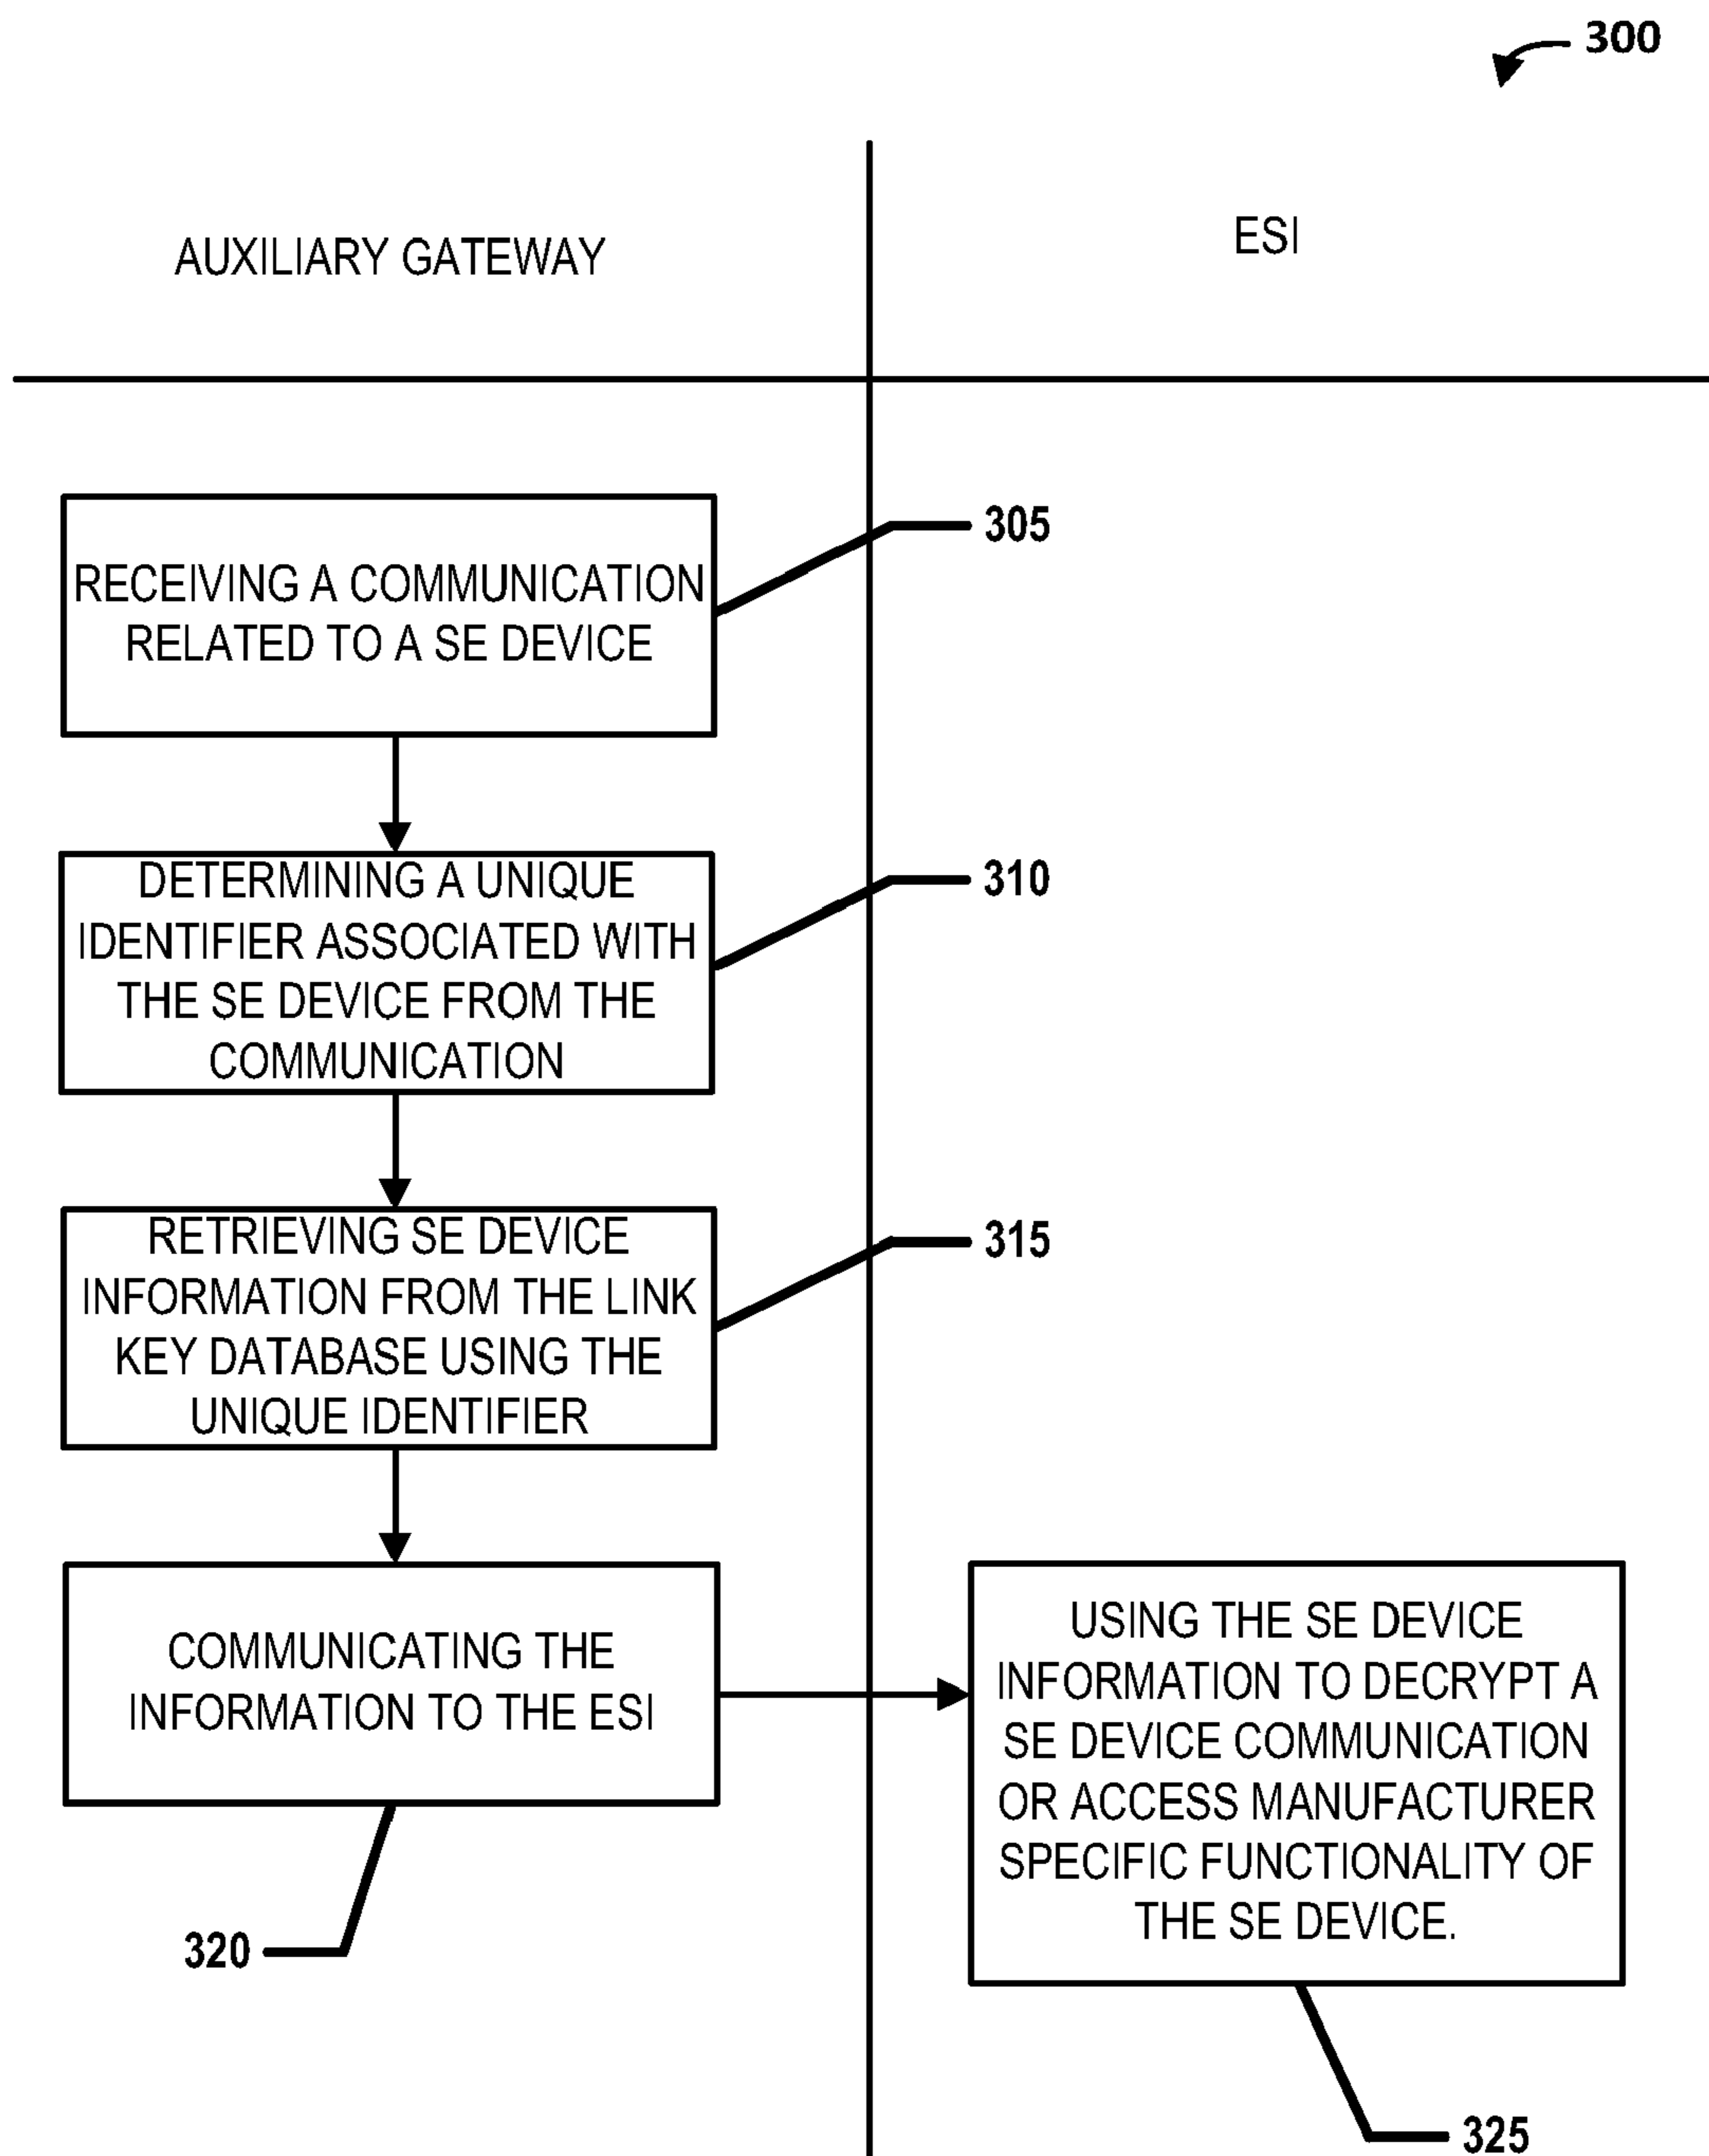 300
AUXILIARY GATEWAY
ESI
RECEIVING A COMMUNICATION
RELATED TO A SE DEVICE
305
DETERMINING A UNIQUE
IDENTIFIER ASSOCIATED WITH
THE SE DEVICE FROM THE
COMMUNICATION
310
RETRIEVING SE DEVICE
INFORMATION FROM THE LINK
KEY DATABASE USING THE
UNIQUE IDENTIFIER
315
COMMUNICATING THE
INFORMATION TO THE ESI
320
USING THE SE DEVICE
INFORMATION TO DECRYPT A
SE DEVICE COMMUNICATION
OR ACCESS MANUFACTURER
SPECIFIC FUNCTIONALITY OF
THE SE DEVICE.
325